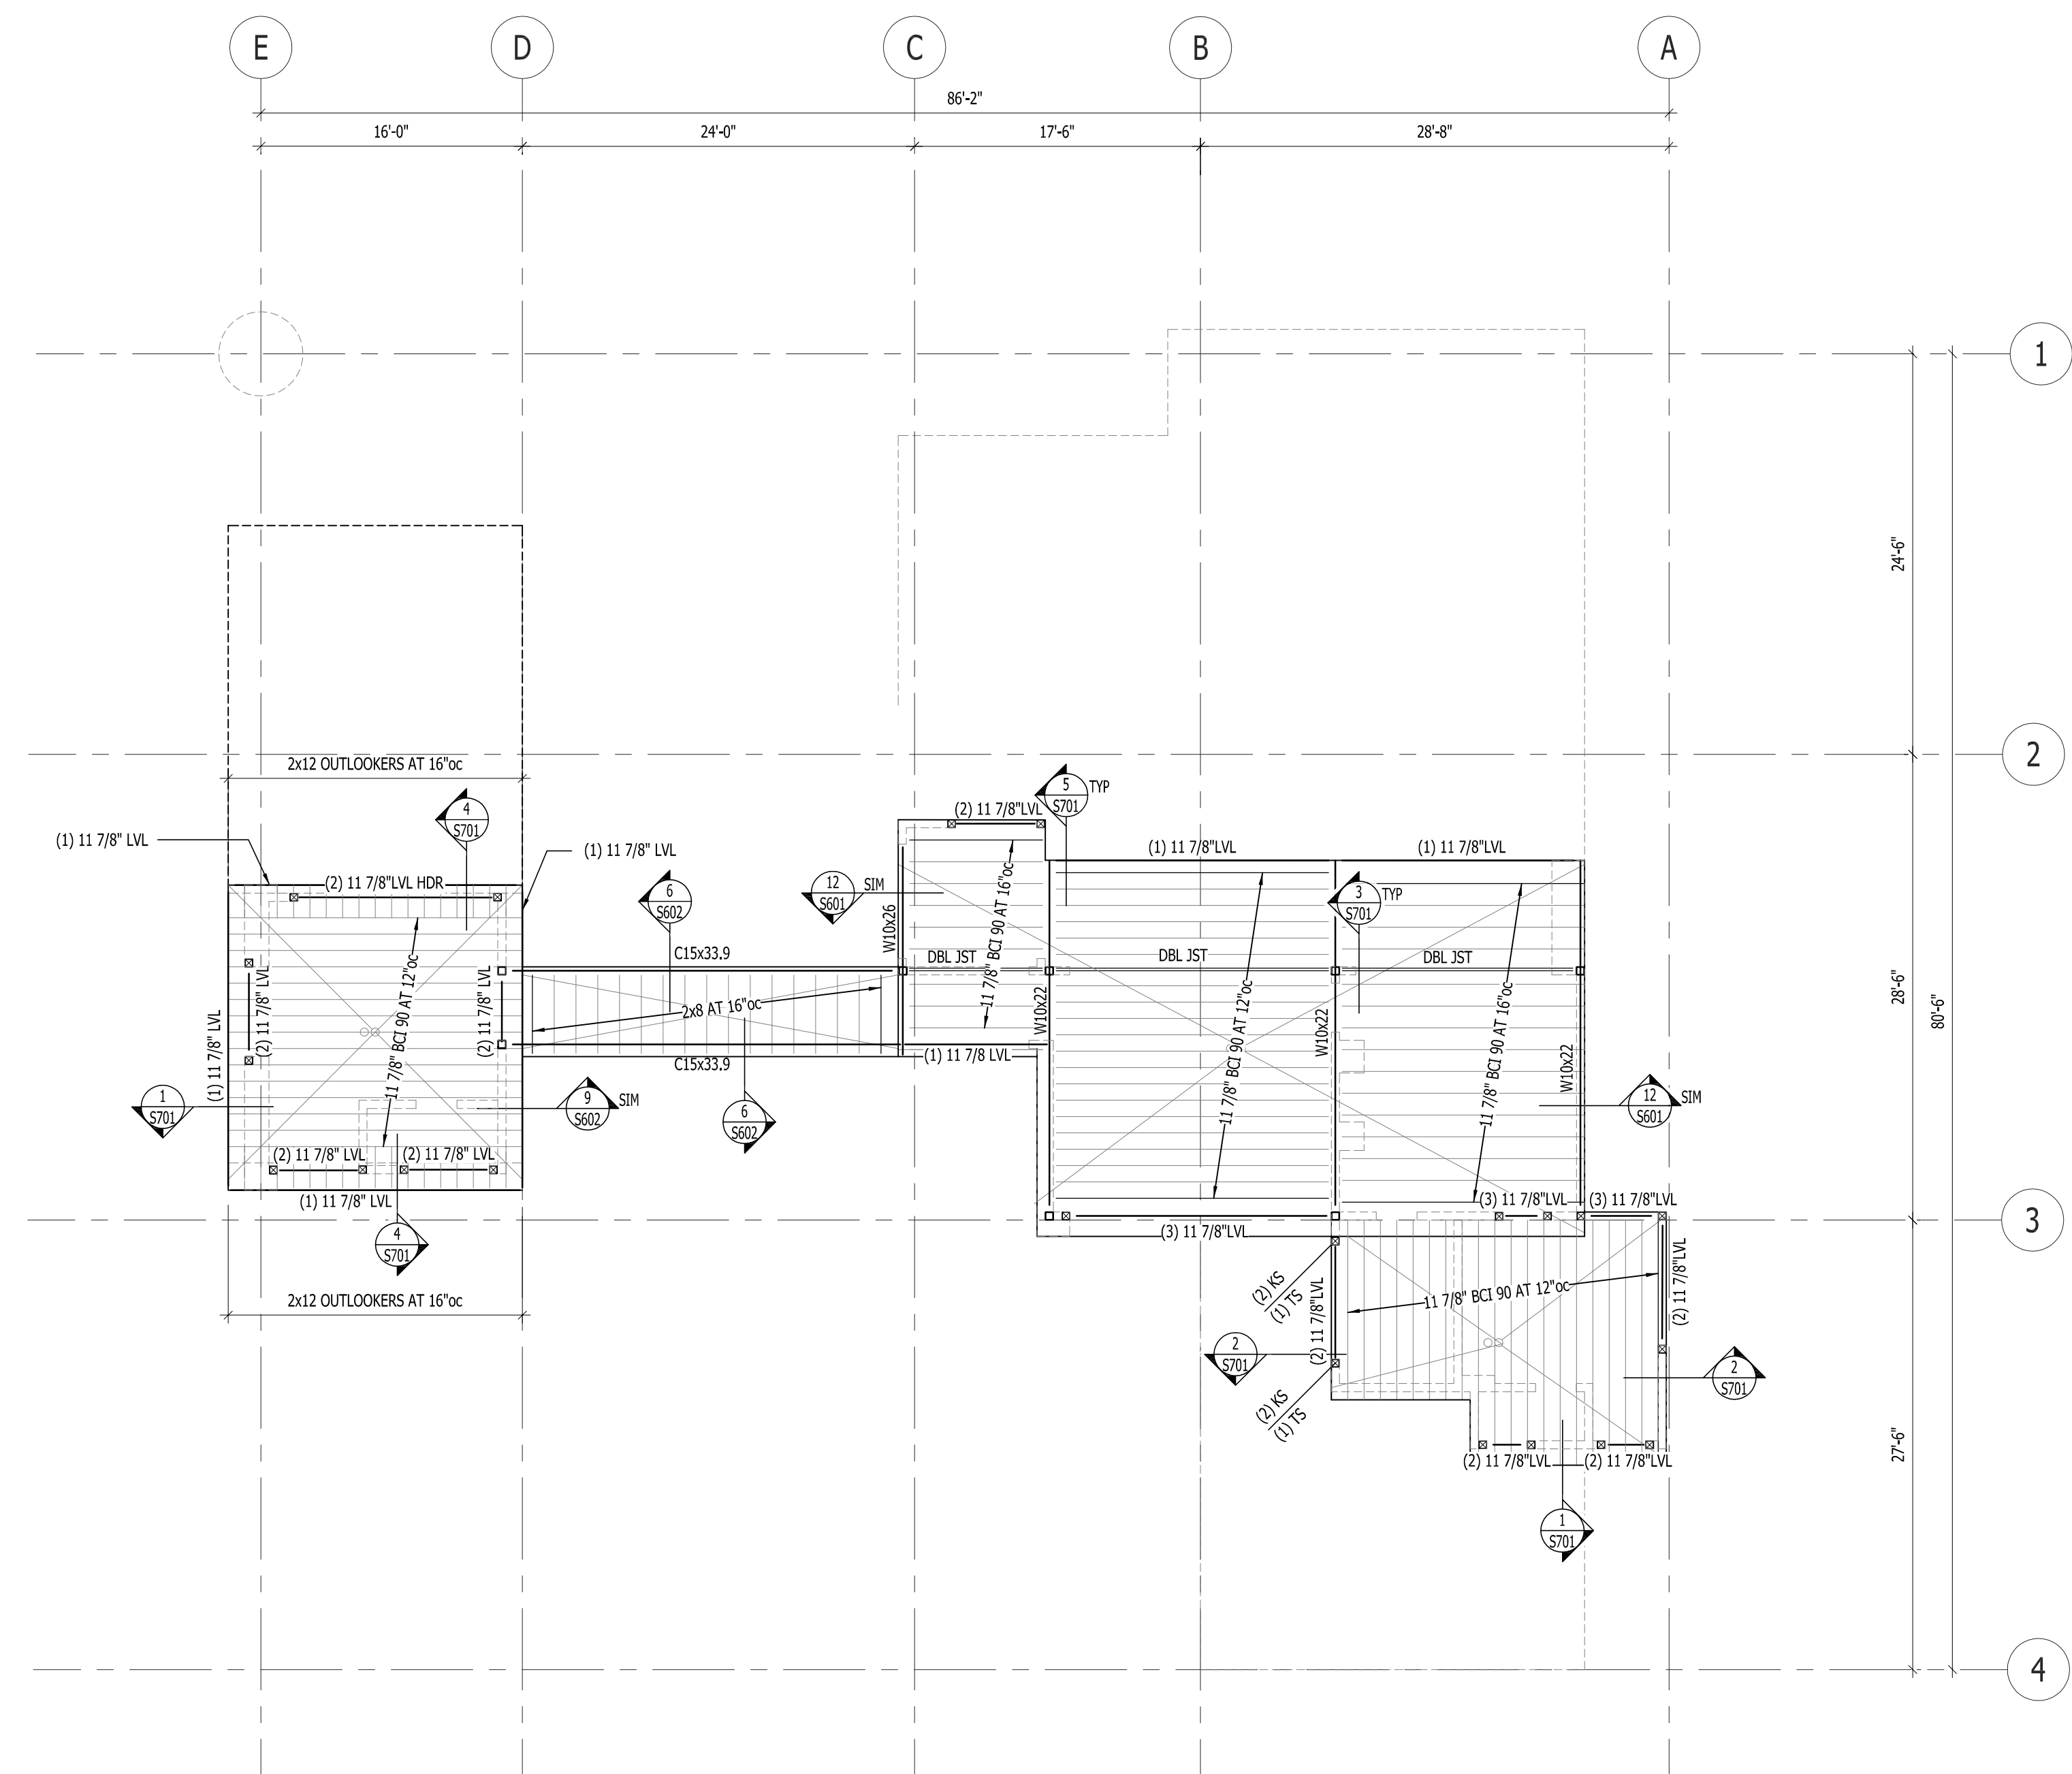 E
D
C
B
A
86'-2"
16'-0"
24'-0"
17'-6"
28'-8"
1
24'-6"
2
2x12 OUTLOOKERS AT 16"oc
5
S701
TYP
4
S701
(2) 11 7/8"LVL
(1) 11 7/8" LVL
(1) 11 7/8" LVL
(1) 11 7/8"LVL
(1) 11 7/8"LVL
(2) 11 7/8"LVL HDR
6
S602
12
S601
SIM
3
S701
TYP
W10x26
11 7/8" BCI 90 AT 16"oc
C15x33.9
DBL JST
DBL JST
DBL JST
11 7/8" BCI 90 AT 12"oc
(2) 11 7/8" LVL
(1) 11 7/8" LVL
(2) 11 7/8" LVL
2x8 AT 16"oc
W10x22
11 7/8" BCI 90 AT 12"oc
W10x22
11 7/8" BCI 90 AT 16"oc
W10x22
28'-6"
80'-6"
C15x33.9
(1) 11 7/8 LVL
1
S701
9
S602
SIM
6
S602
12
S601
SIM
(2) 11 7/8" LVL
(2) 11 7/8" LVL
(1) 11 7/8" LVL
(3) 11 7/8"LVL
(3) 11 7/8"LVL
3
(3) 11 7/8"LVL
4
S701
2x12 OUTLOOKERS AT 16"oc
(2) KS
(1) TS
(2) 11 7/8"LVL
11 7/8" BCI 90 AT 12"oc
(2) 11 7/8"LVL
2
S701
2
S701
(2) KS
(1) TS
27'-6"
(2) 11 7/8"LVL
(2) 11 7/8"LVL
1
S701
4